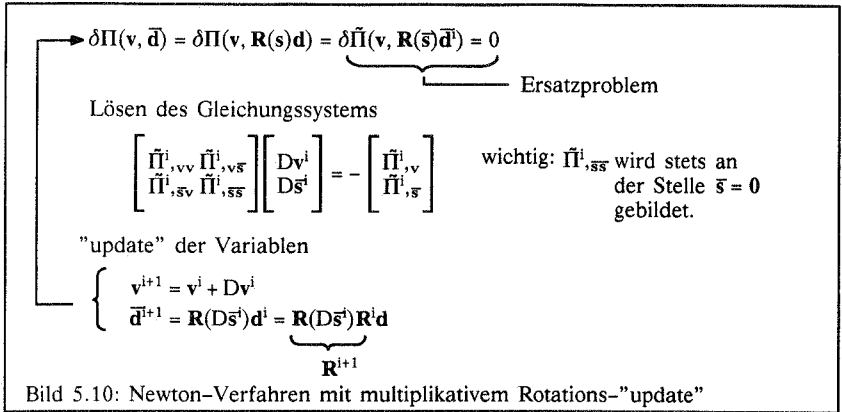 δΠ(v, d̅) = δΠ(v, R(s)d) = δΠ̃(v, R(s̅)d̅ⁱ) = 0
Ersatzproblem
Lösen des Gleichungssystems
[Π̃ⁱ,vv Π̃ⁱ,vs̅] [Dvⁱ] = − [Π̃ⁱ,v] wichtig: Π̃ⁱ,s̅s̅ wird stets an
[Π̃ⁱ,s̅v Π̃ⁱ,s̅s̅] [Ds̅ⁱ] [Π̃ⁱ,s̅] der Stelle s̅ = 0
gebildet.
"update" der Variablen
vⁱ⁺¹ = vⁱ + Dvⁱ
d̅ⁱ⁺¹ = R(Ds̅ⁱ)dⁱ = R(Ds̅ⁱ)Rⁱd
Rⁱ⁺¹
Bild 5.10: Newton-Verfahren mit multiplikativem Rotations-"update"